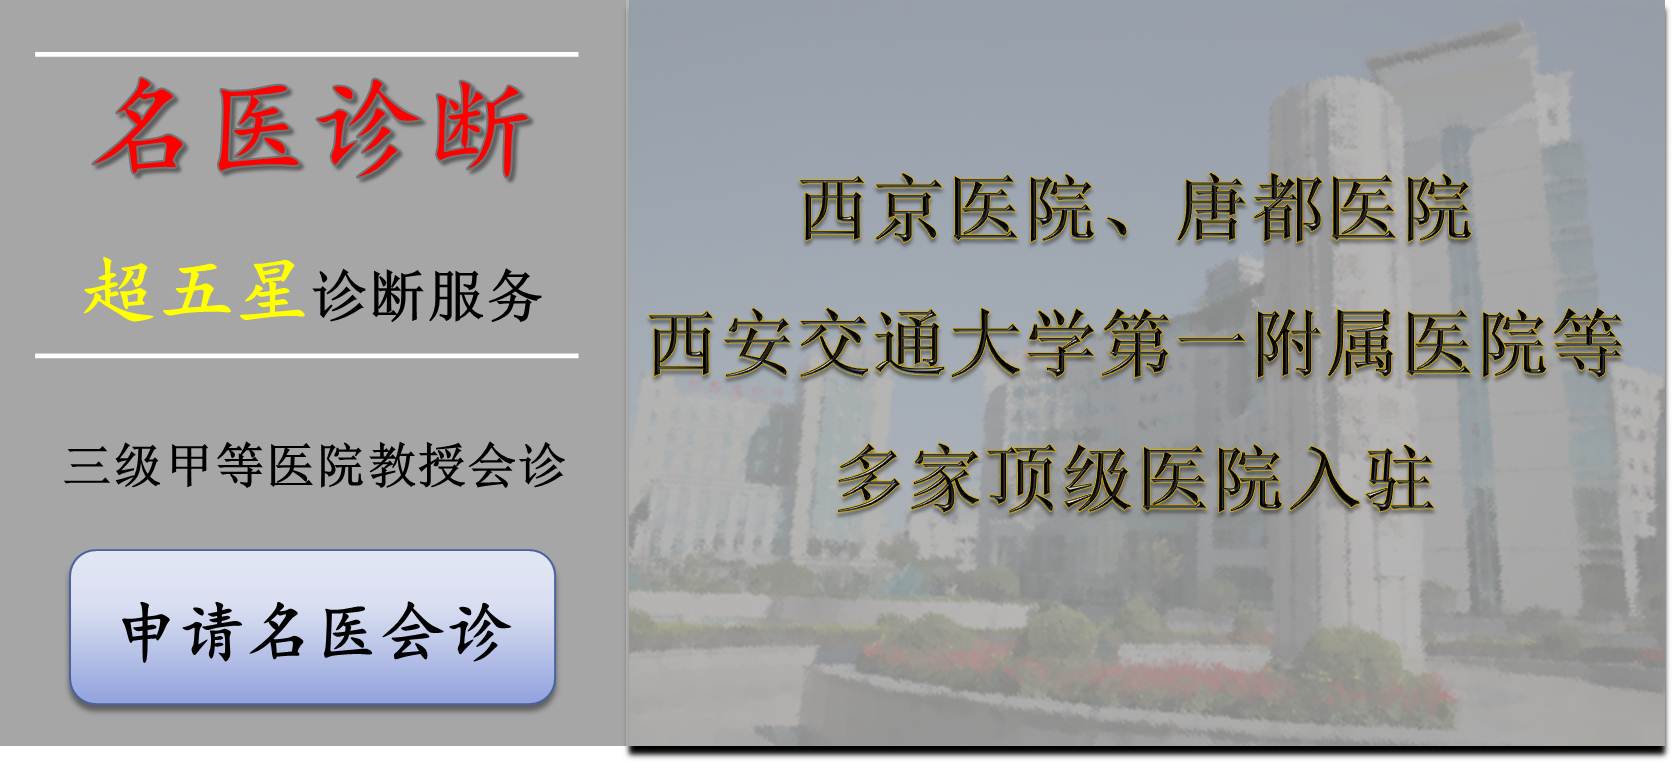 名医诊断
超五星诊断服务
三级甲等医院教授会诊
申请名医会诊
西京医院、唐都医院
西安交通大学第一附属医院等
多家顶级医院入驻